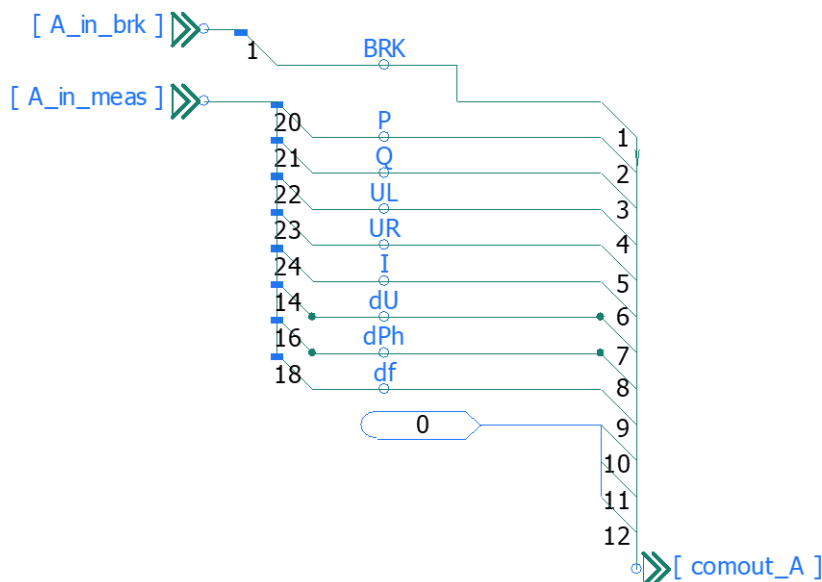 [ A_in_brk ]
1 BRK
[ A_in_meas ]
20 P 1
21 Q 2
22 UL 3
23 UR 4
24 I 5
14 dU 6
16 dPh 7
18 df 8
0 9
10
11
12
[ comout_A ]